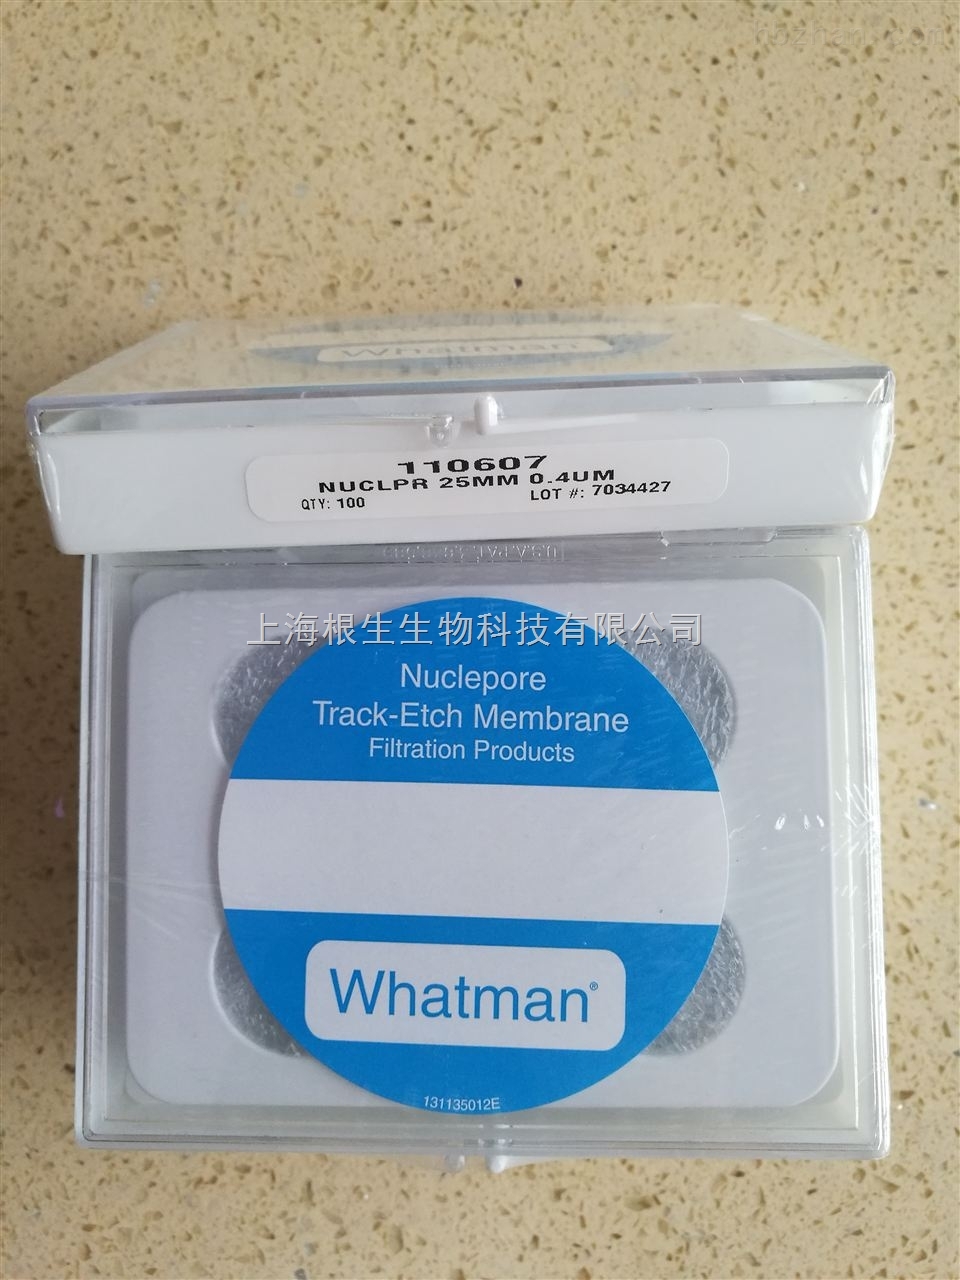 Whatman
110607
NUCLPR 25MM 0.4UM
QTY: 100
LOT #: 7034427
上海根生生物科技有限公司
Nuclepore
Track-Etch Membrane
Filtration Products
Whatman®
131135012E